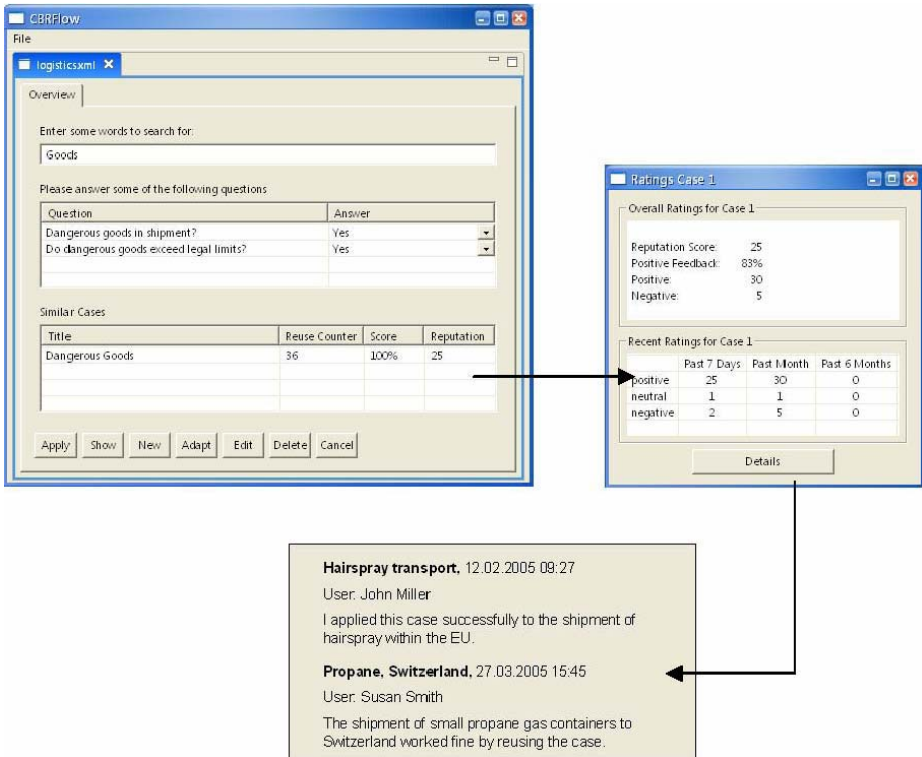 CBRFlow
File
logisticsxml
Overview
Enter some words to search for:
Goods
Please answer some of the following questions
Question Answer
Dangerous goods in shipment? Yes
Do dangerous goods exceed legal limits? Yes
Similar Cases
Title Reuse Counter Score Reputation
Dangerous Goods 36 100% 25
Apply Show New Adapt Edit Delete Cancel
Ratings Case 1
Overall Ratings for Case 1
Reputation Score: 25
Positive Feedback: 83%
Positive: 30
Negative: 5
Recent Ratings for Case 1
Past 7 Days Past Month Past 6 Months
positive 25 30 0
neutral 1 1 0
negative 2 5 0
Details
Hairspray transport, 12.02.2005 09:27
User: John Miller
I applied this case successfully to the shipment of
hairspray within the EU.
Propane, Switzerland, 27.03.2005 15:45
User: Susan Smith
The shipment of small propane gas containers to
Switzerland worked fine by reusing the case.